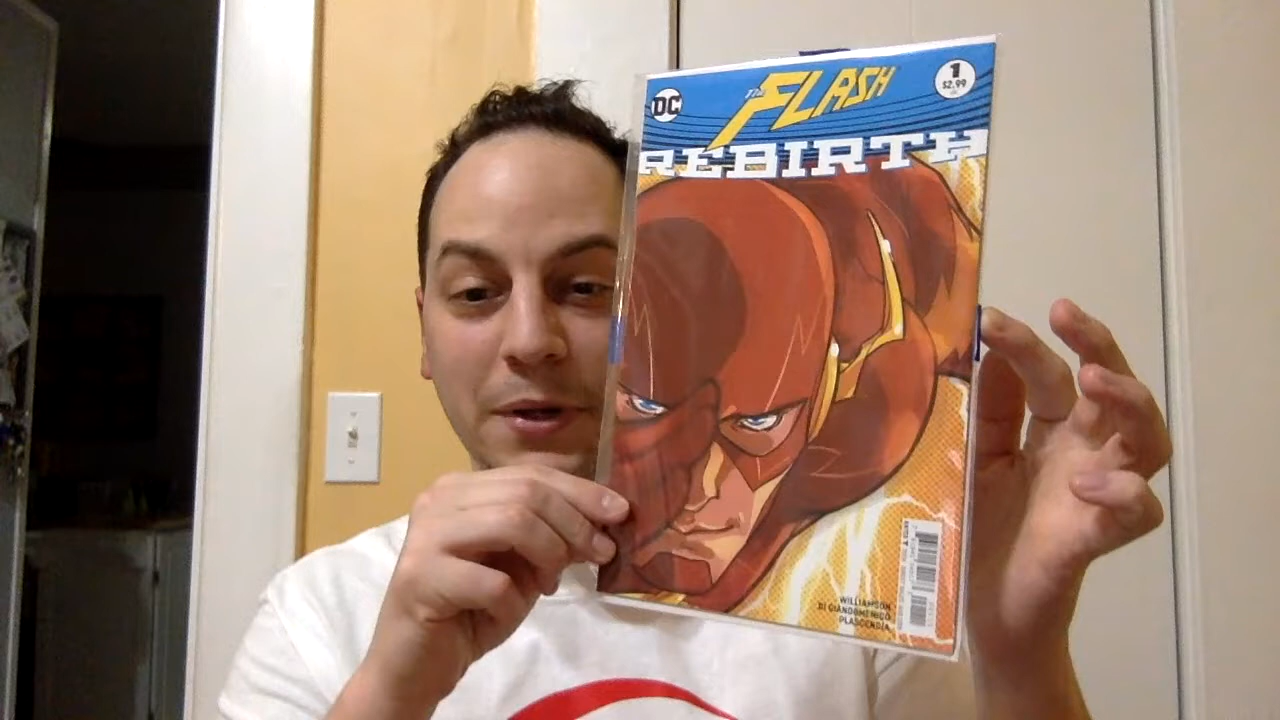 DC
THE FLASH
1
$2.99
REBIRTH
WILLIAMSON
DI GIANDOMENICO
PLASCENCIA